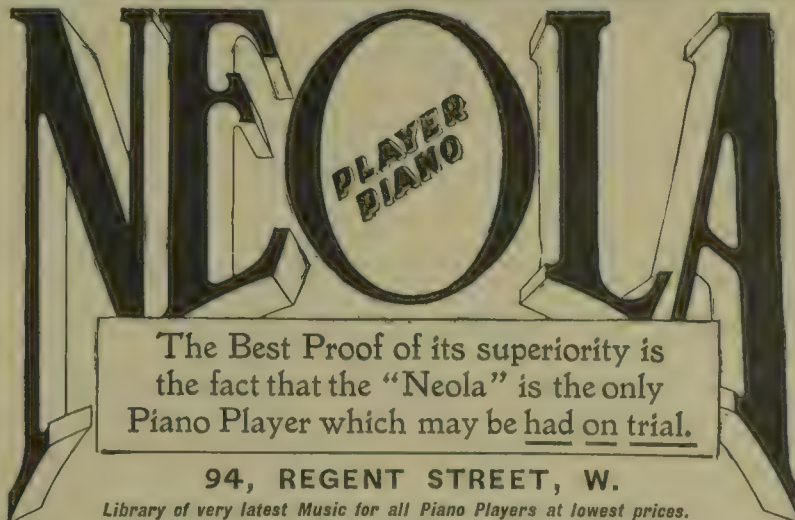 NEOLA
PLAYER
PIANO
The Best Proof of its superiority is
the fact that the “Neola” is the only
Piano Player which may be had on trial.
94, REGENT STREET, W.
Library of very latest Music for all Piano Players at lowest prices.